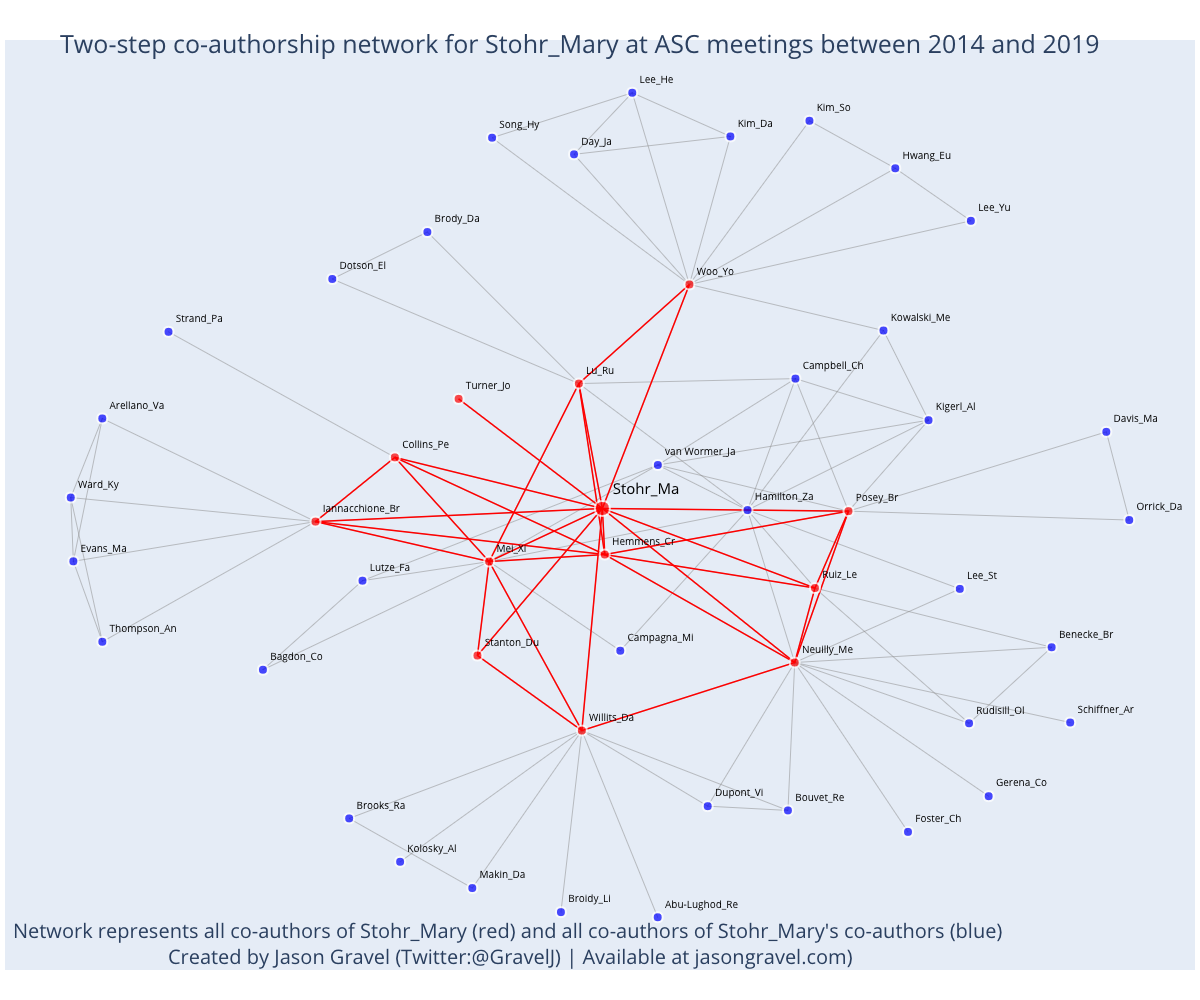 Two-step co-authorship network for Stohr_Mary at ASC meetings between 2014 and 2019
Lee_He
Kim_So
Song_Hy
Kim_Da
Day_Ja
Hwang_Eu
Lee_Yu
Brody_Da
Dotson_El
Woo_Yo
Strand_Pa
Kowalski_Me
Lu_Ru
Campbell_Ch
Turner_Jo
Arellano_Va
Kigerl_Al
Davis_Ma
Collins_Pe
van Wormer_Ja
Ward_Ky
Stohr_Ma
Hamilton_Za
Posey_Br
Iannacchione_Br
Orrick_Da
Hemmens_Cr
Evans_Ma
Mei_Xi
Lutze_Fa
Ruiz_Le
Lee_St
Thompson_An
Stanton_Du
Campagna_Mi
Benecke_Br
Bagdon_Co
Neuilly_Me
Willits_Da
Rudisill_Ol
Schiffner_Ar
Gerena_Co
Dupont_Vi
Bouvet_Re
Brooks_Ra
Foster_Ch
Kolosky_Al
Makin_Da
Broidy_Li
Abu-Lughod_Re
Network represents all co-authors of Stohr_Mary (red) and all co-authors of Stohr_Mary's co-authors (blue)
Created by Jason Gravel (Twitter:@GravelJ) | Available at jasongravel.com)